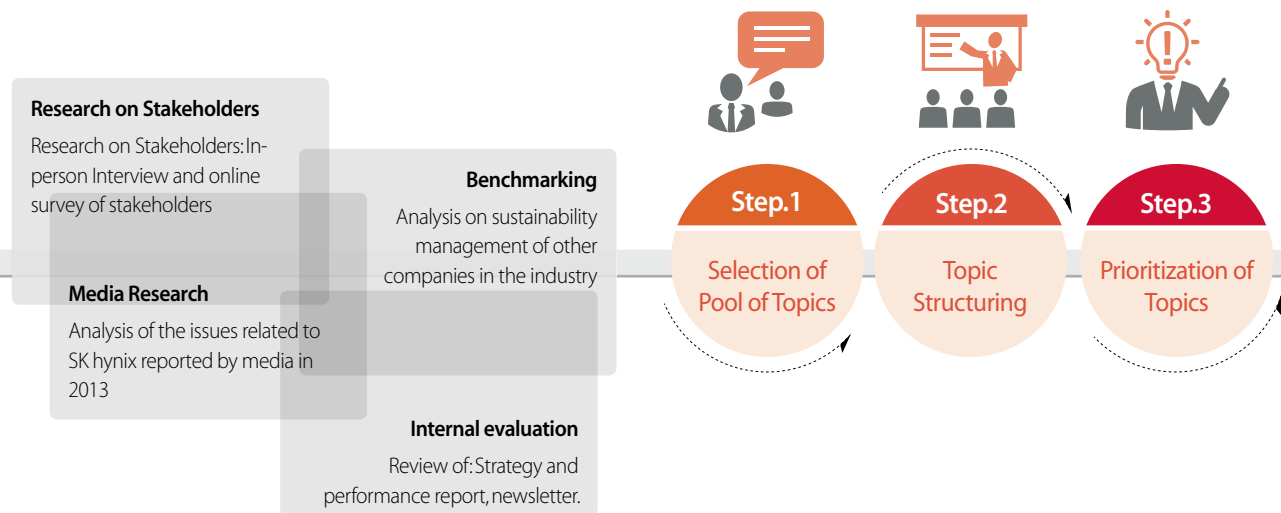 Research on Stakeholders
Research on Stakeholders: In-
person Interview and online
survey of stakeholders
Benchmarking
Analysis on sustainability
management of other
companies in the industry
Media Research
Analysis of the issues related to
SK hynix reported by media in
2013
Internal evaluation
Review of: Strategy and
performance report, newsletter.
Step.1
Selection of
Pool of Topics
Step.2
Topic
Structuring
Step.3
Prioritization of
Topics